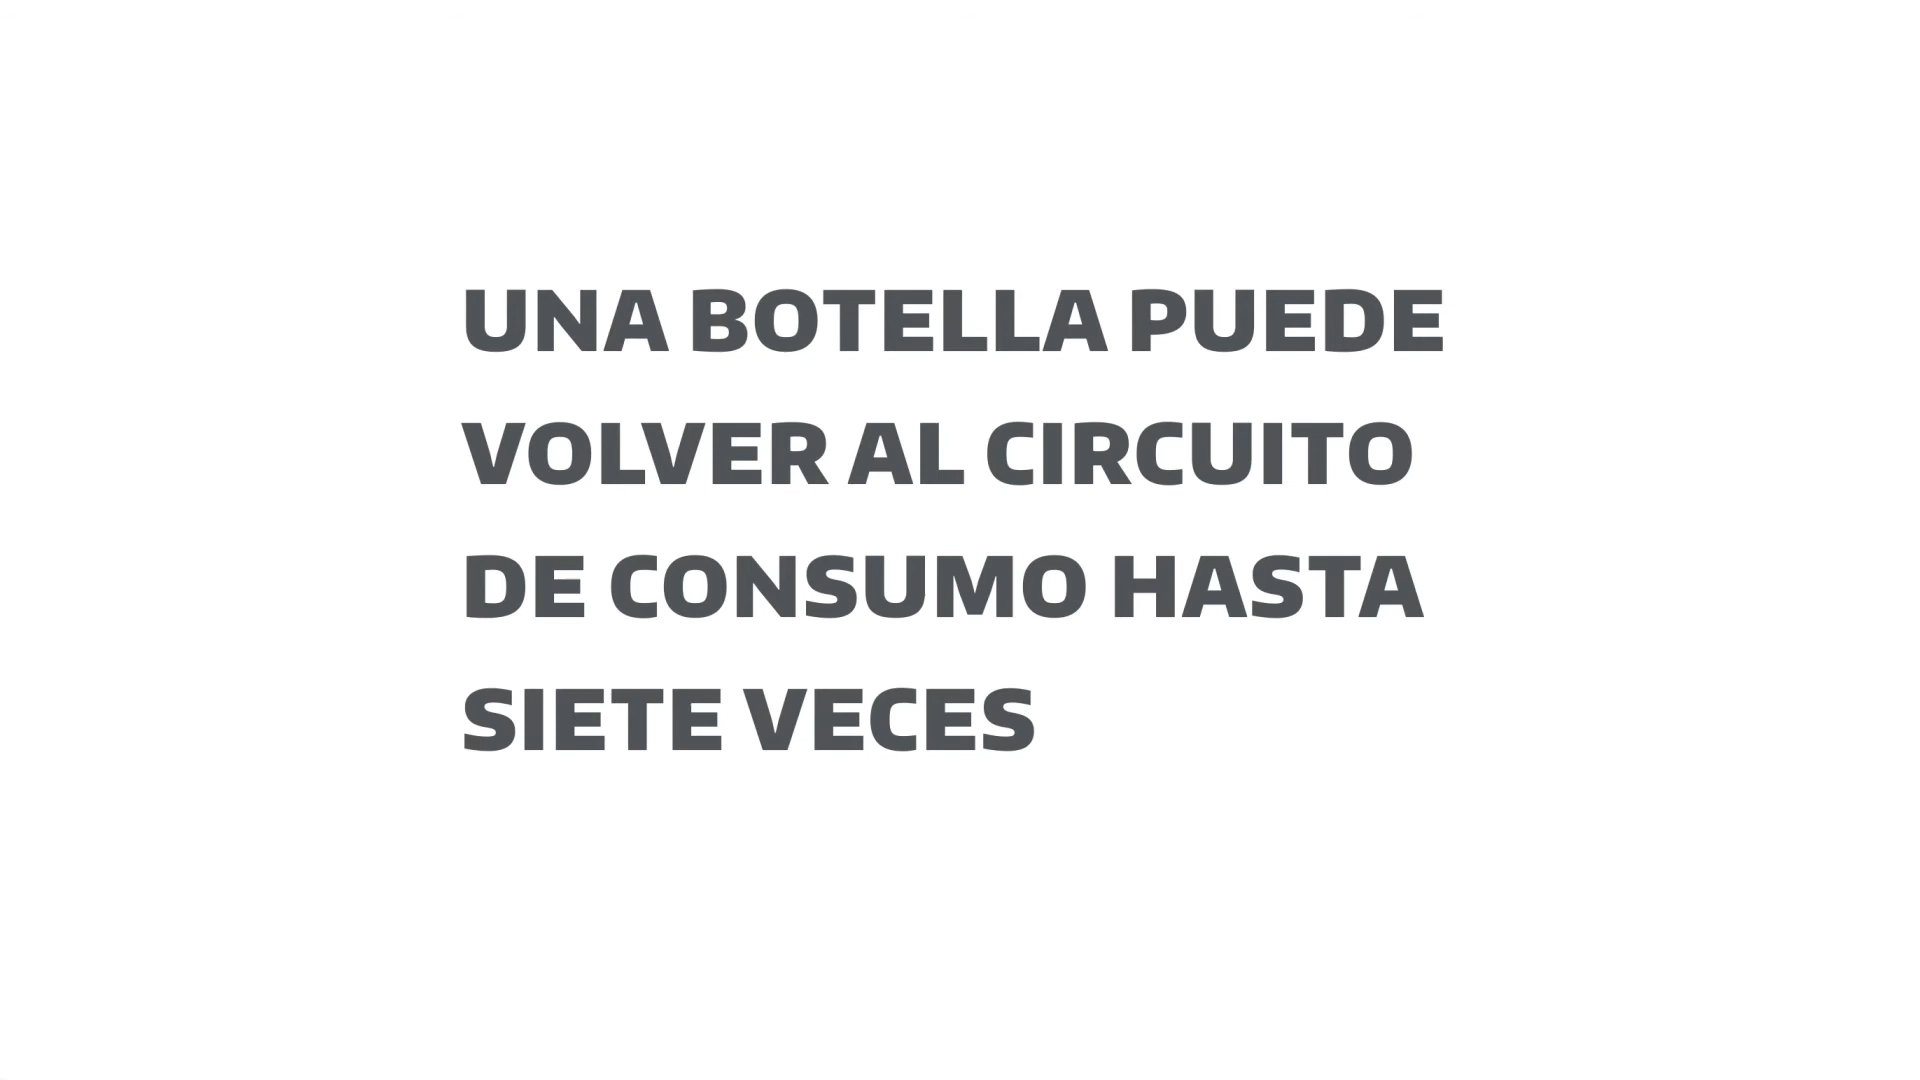 UNA BOTELLA PUEDE
VOLVER AL CIRCUITO
DE CONSUMO HASTA
SIETE VECES